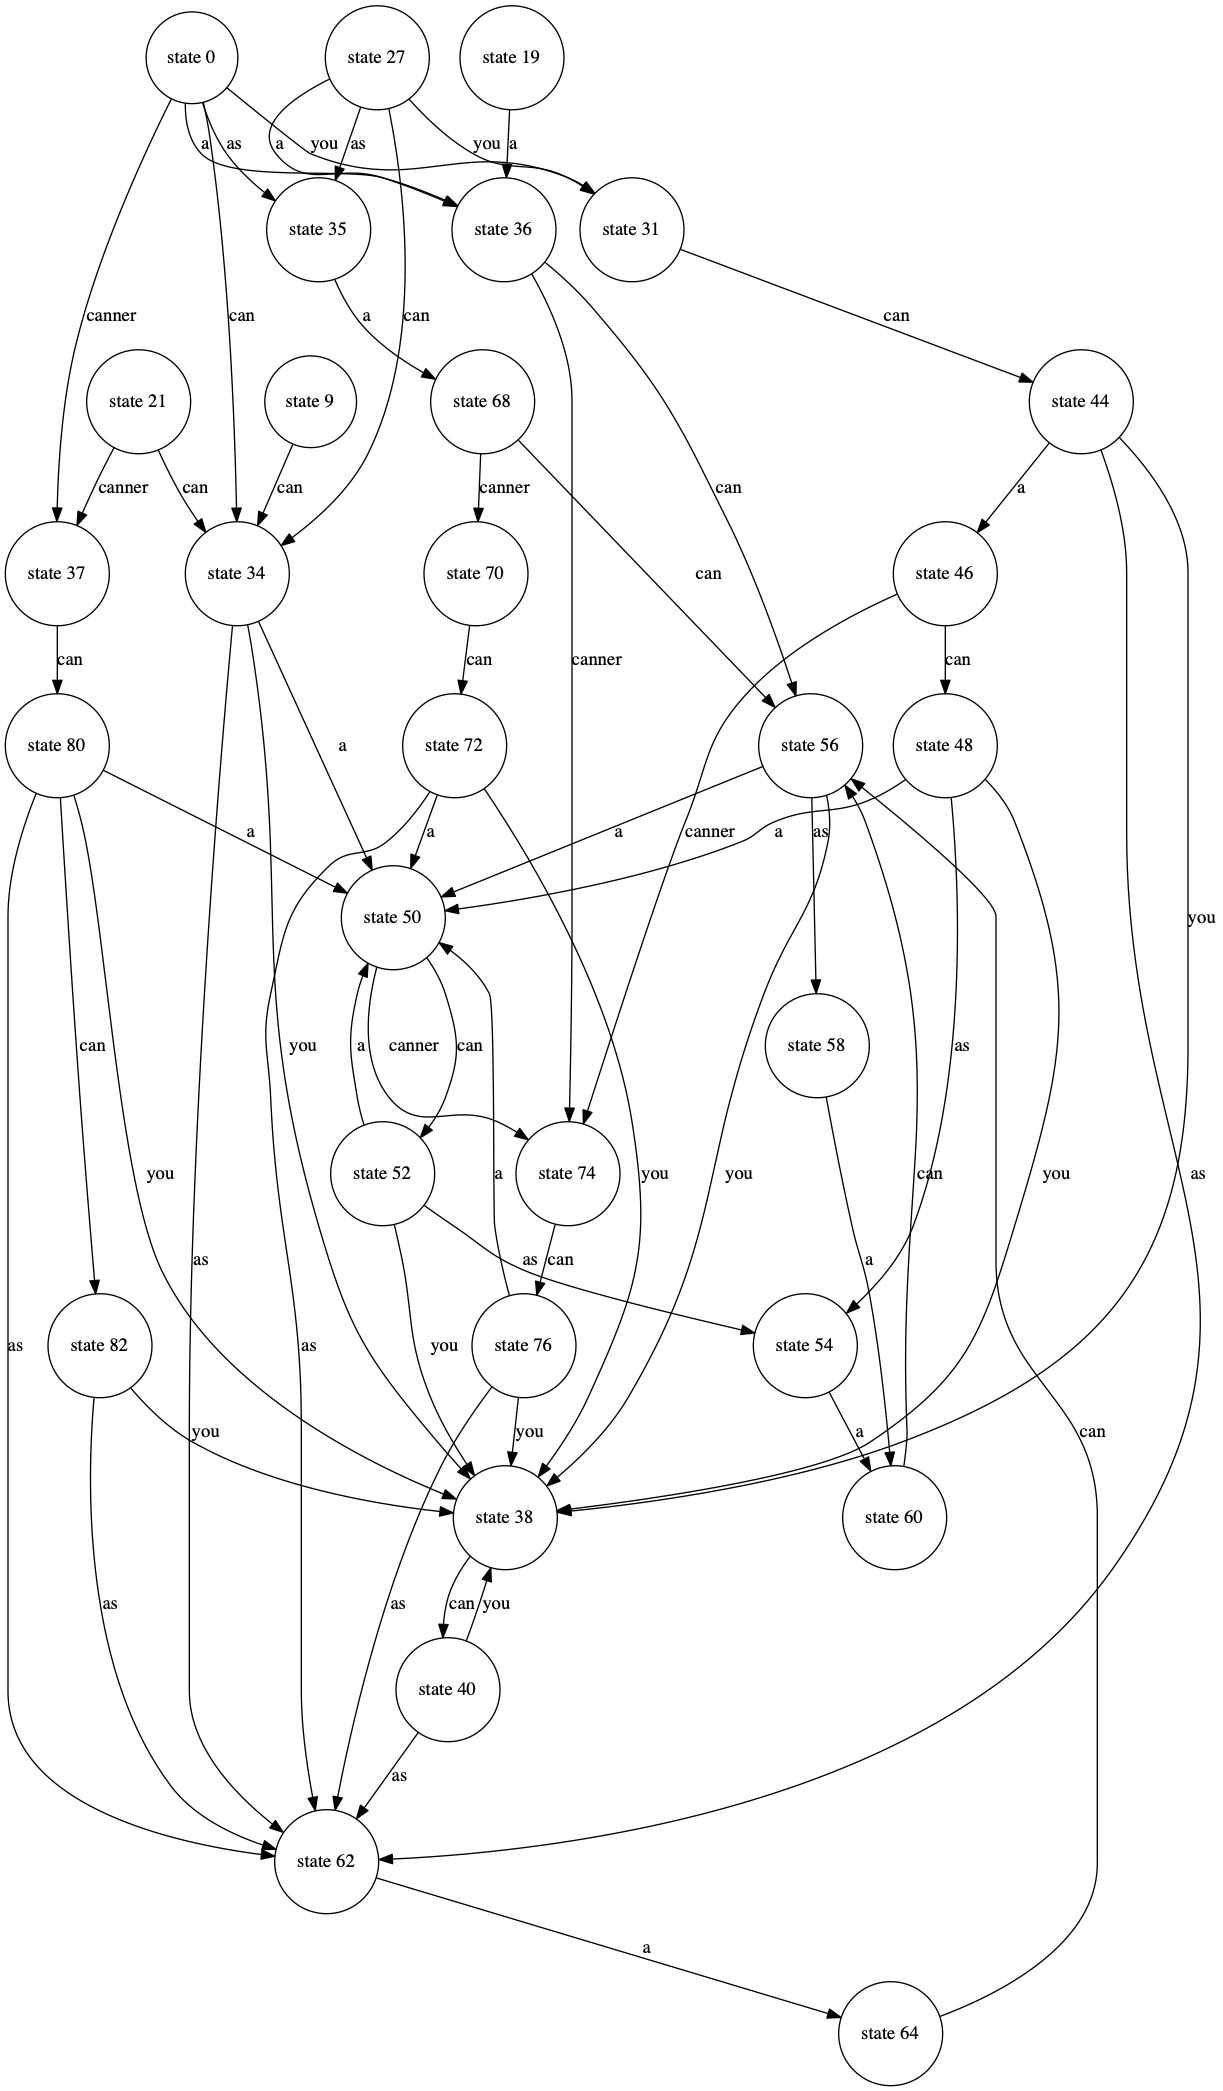 state 0 state 27 state 19
a as you a as you a
state 35 state 36 state 31
canner can a can can
state 21 state 9 state 68 state 44
canner can can canner can a
state 37 state 34 state 70 can state 46
can can canner can
state 80 a state 72 state 56 state 48
a a a canner a as
state 50 you
can you a canner can state 58 as
state 52 state 74
you a you you can you as
as as can a
state 82 state 76 state 54
as as you
you you a can
state 38 state 60
as as can you
state 40
as
state 62
a
state 64